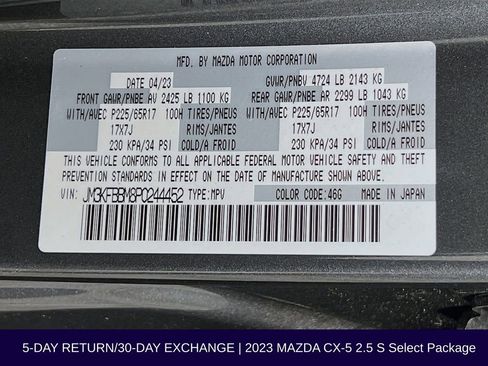 MFD. BY MAZDA MOTOR CORPORATION
DATE 04/23 GVWR/PNBV 4724 LB 2143 KG
FRONT GAWR/PNBE AV 2425 LB 1100 KG REAR GAWR/PNBE AR 2299 LB 1043 KG
WITH/AVEC P225/65R17 100H TIRES/PNEUS WITH/AVEC P225/65R17 100H TIRES/PNEUS
17X7J RIMS/JANTES 17X7J RIMS/JANTES
230 KPA/34 PSI COLD/A FROID 230 KPA/34 PSI COLD/A FROID
THIS VEHICLE CONFORMS TO ALL APPLICABLE FEDERAL MOTOR VEHICLE SAFETY AND THEFT
PREVENTION STANDARDS IN EFFECT ON THE DATE OF MANUFACTURE SHOWN ABOVE.
VIN: JM3KFBBM8P0244452 TYPE:MPV COLOR CODE:46G MADE IN JAPAN
5-DAY RETURN/30-DAY EXCHANGE | 2023 MAZDA CX-5 2.5 S Select Package